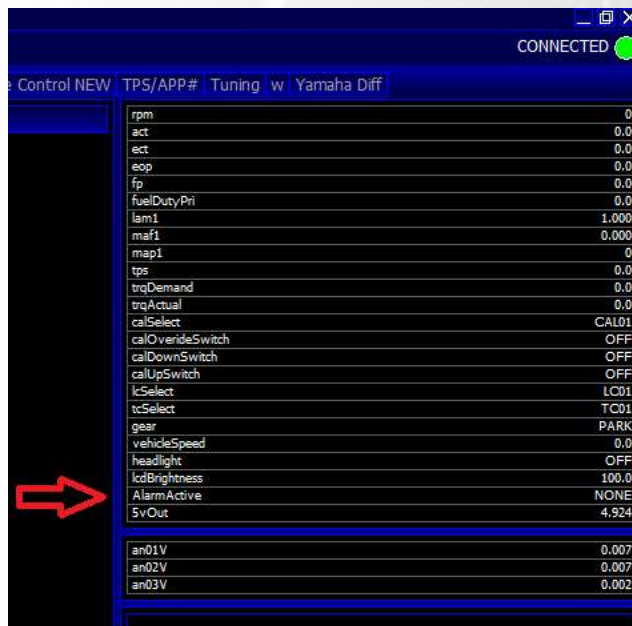 CONNECTED
e Control NEW TPS/APP# Tuning w Yamaha Diff
rpm 0
act 0.0
ect 0.0
eop 0.0
fp 0.0
fuelDutyPri 0.0
lam1 1.000
maf1 0.000
map1 0
tps 0.0
trqDemand 0.0
trqActual 0.0
calSelect CAL01
calOverideSwitch OFF
calDownSwitch OFF
calUpSwitch OFF
lcSelect LC01
tcSelect TC01
gear PARK
vehicleSpeed 0.0
headlight OFF
lcdBrightness 100.0
AlarmActive NONE
5vOut 4.924
an01V 0.007
an02V 0.007
an03V 0.002